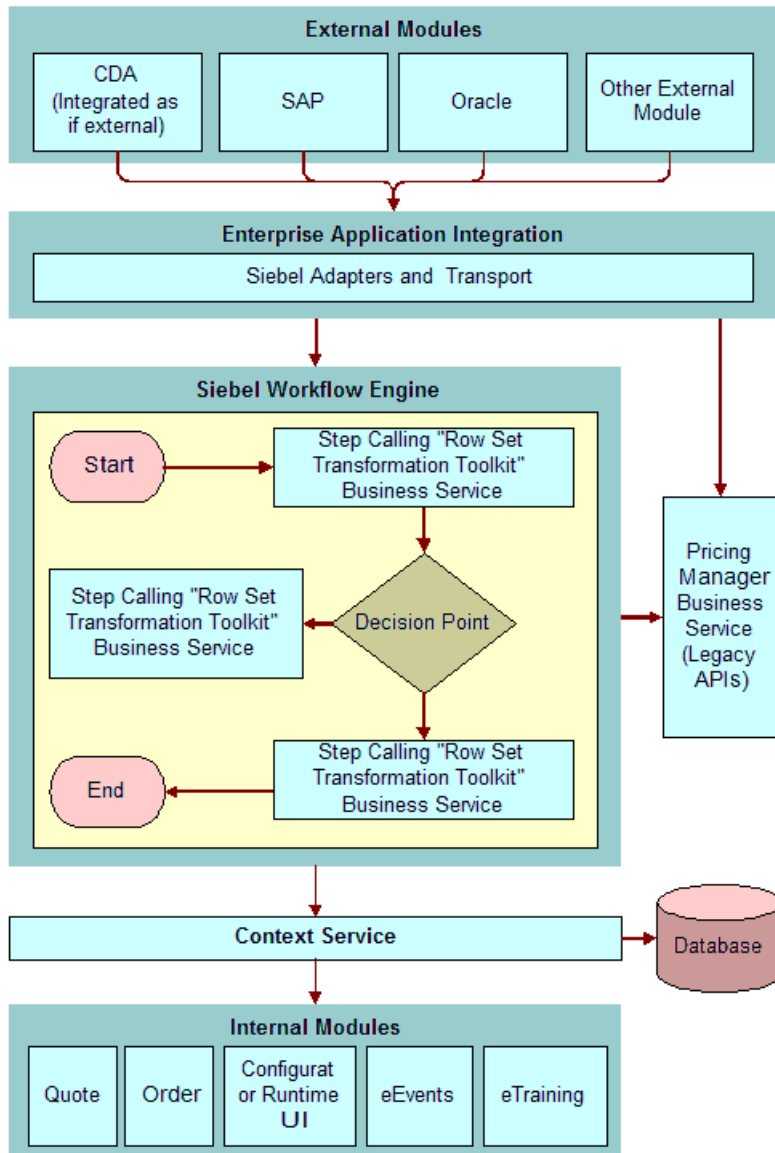 External Modules
CDA
(Integrated as
if external)
SAP
Oracle
Other External
Module
Enterprise Application Integration
Siebel Adapters and Transport
Siebel Workflow Engine
Start
Step Calling "Row Set
Transformation Toolkit"
Business Service
Step Calling "Row Set
Transformation Toolkit"
Business Service
Decision Point
Pricing
Manager
Business
Service
(Legacy
APIs)
End
Step Calling "Row Set
Transformation Toolkit"
Business Service
Context Service
Database
Internal Modules
Quote
Order
Configurat
or Runtime
UI
eEvents
eTraining